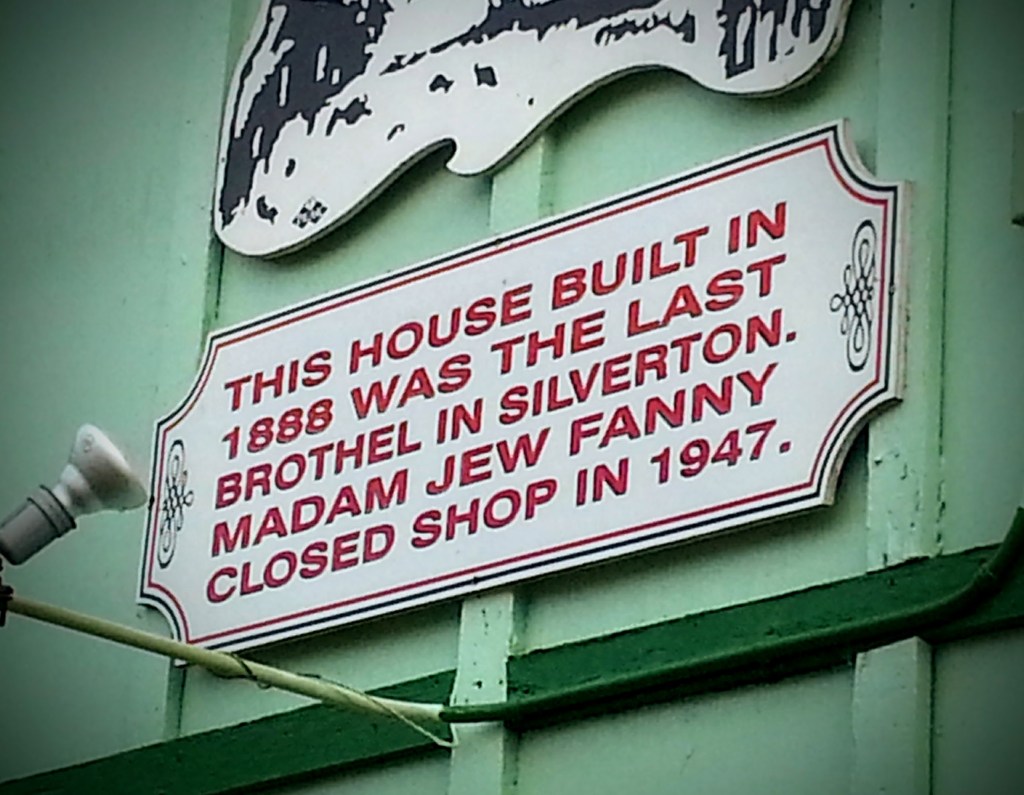 THIS HOUSE BUILT IN
1888 WAS THE LAST
BROTHEL IN SILVERTON.
MADAM JEW FANNY
CLOSED SHOP IN 1947.